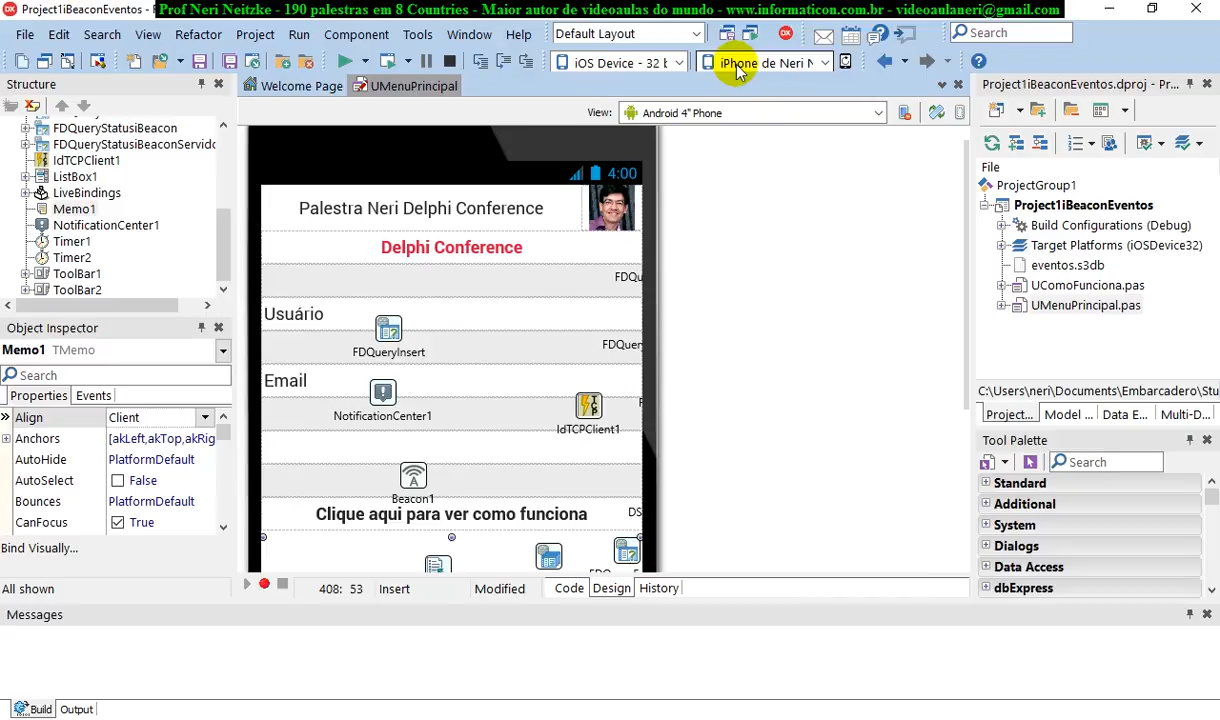 Project1iBeaconEventos -
Prof Neri Neitzke - 190 palestras em 8 Countries - Maior autor de videoaulas do mundo - www.informaticon.com.br - videoaulaneri@gmail.com
File Edit Search View Refactor Project Run Component Tools Window Help
Default Layout
Search
iOS Device - 32 b
iPhone de Neri N
Structure
Welcome Page
UMenuPrincipal
Project1iBeaconEventos.dproj - Pr...
View:
Android 4" Phone
FDQueryStatusiBeacon
FDQueryStatusiBeaconServido
IdTCPClient1
ListBox1
LiveBindings
Memo1
NotificationCenter1
Timer1
Timer2
ToolBar1
ToolBar2
4:00
Palestra Neri Delphi Conference
Delphi Conference
FDQu
Usuário
FDQueryInsert
FDQuer
Email
NotificationCenter1
IdTCPClient1
Beacon1
Clique aqui para ver como funciona
DS
File
ProjectGroup1
Project1iBeaconEventos
Build Configurations (Debug)
Target Platforms (iOSDevice32)
eventos.s3db
UComoFunciona.pas
UMenuPrincipal.pas
C:\Users\neri\Documents\Embarcadero\Stu
Project...
Model ...
Data E...
Multi-D...
Object Inspector
Memo1 TMemo
Search
Properties
Events
Align Client
Anchors [akLeft,akTop,akRig
AutoHide PlatformDefault
AutoSelect False
Bounces PlatformDefault
CanFocus True
Bind Visually...
All shown
Tool Palette
Search
Standard
Additional
System
Dialogs
Data Access
dbExpress
408: 53
Insert
Modified
Code
Design
History
Messages
Build
Output